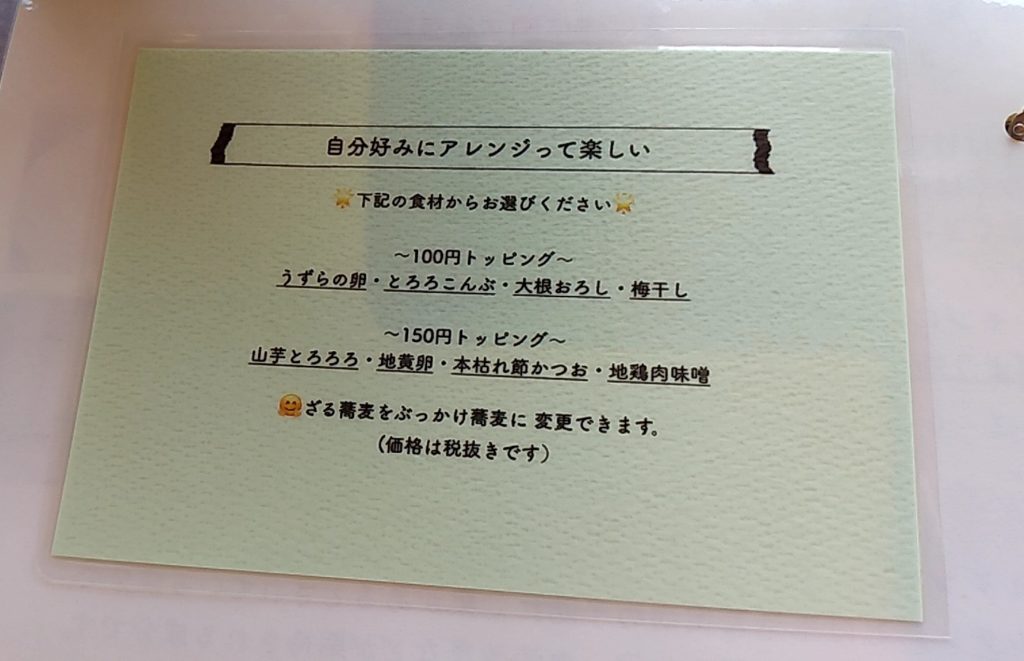 自分好みにアレンジって楽しい
🌟下記の食材からお選びください🌟
～100円トッピング～
うずらの卵・とろろこんぶ・大根おろし・梅干し
～150円トッピング～
山芋とろろろ・地黄卵・本枯れ節かつお・地鶏肉味噌
🤗ざる蕎麦をぶっかけ蕎麦に 変更できます。
（価格は税抜きです）